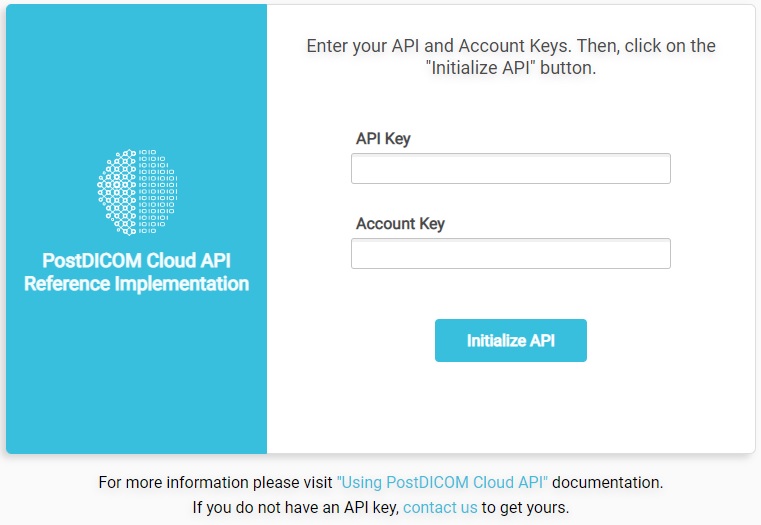 Enter your API and Account Keys. Then, click on the
"Initialize API" button.
API Key
Account Key
PostDICOM Cloud API
Reference Implementation
Initialize API
For more information please visit "Using PostDICOM Cloud API" documentation.
If you do not have an API key, contact us to get yours.